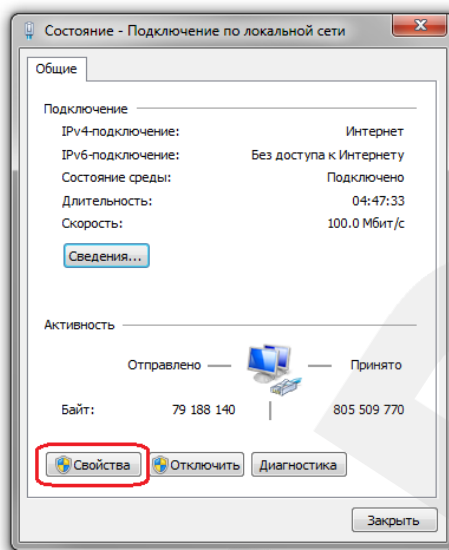 Состояние - Подключение по локальной сети
Общие
Подключение
IPv4-подключение: Интернет
IPv6-подключение: Без доступа к Интернету
Состояние среды: Подключено
Длительность: 04:47:33
Скорость: 100.0 Мбит/с
Сведения...
Активность
Отправлено — — Принято
Байт: 79 188 140 805 509 770
Свойства Отключить Диагностика
Закрыть